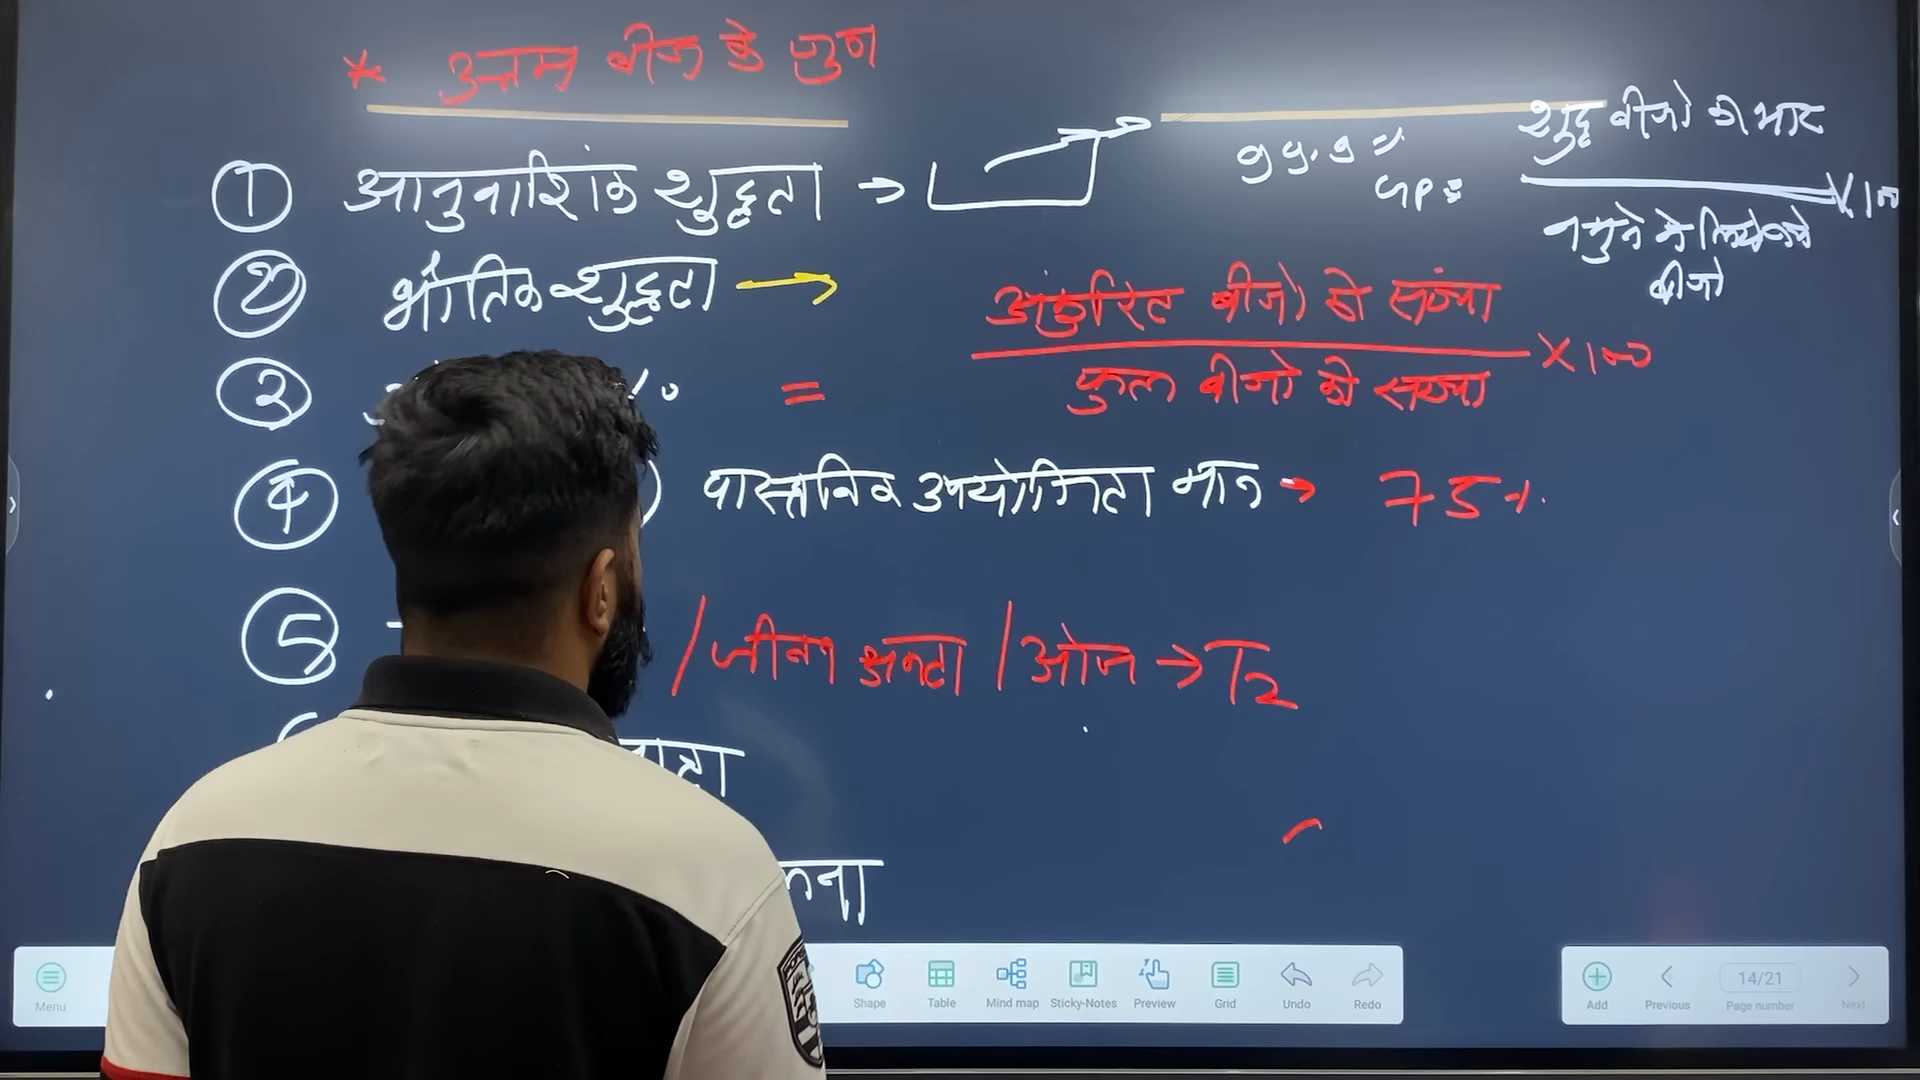 * उत्तम बीज के गुण
① आनुवाशिंक शुद्धता →
99.9 %
शुद्ध बीजो का भार
X 100
नमुने मे लिये गये
बीजो
② भौतिक शुद्धता →
③ % =
अंकुरित बीजो की संख्या
X 100
कुल बीजो की संख्या
④ ) वास्तविक उपयोगिता मान → 75 %
⑤ / जीवन क्षमता / ओज → T2
Menu
Shape
Table
Mind map
Sticky-Notes
Preview
Grid
Undo
Redo
Add
Previous
14/21
Page number
Next